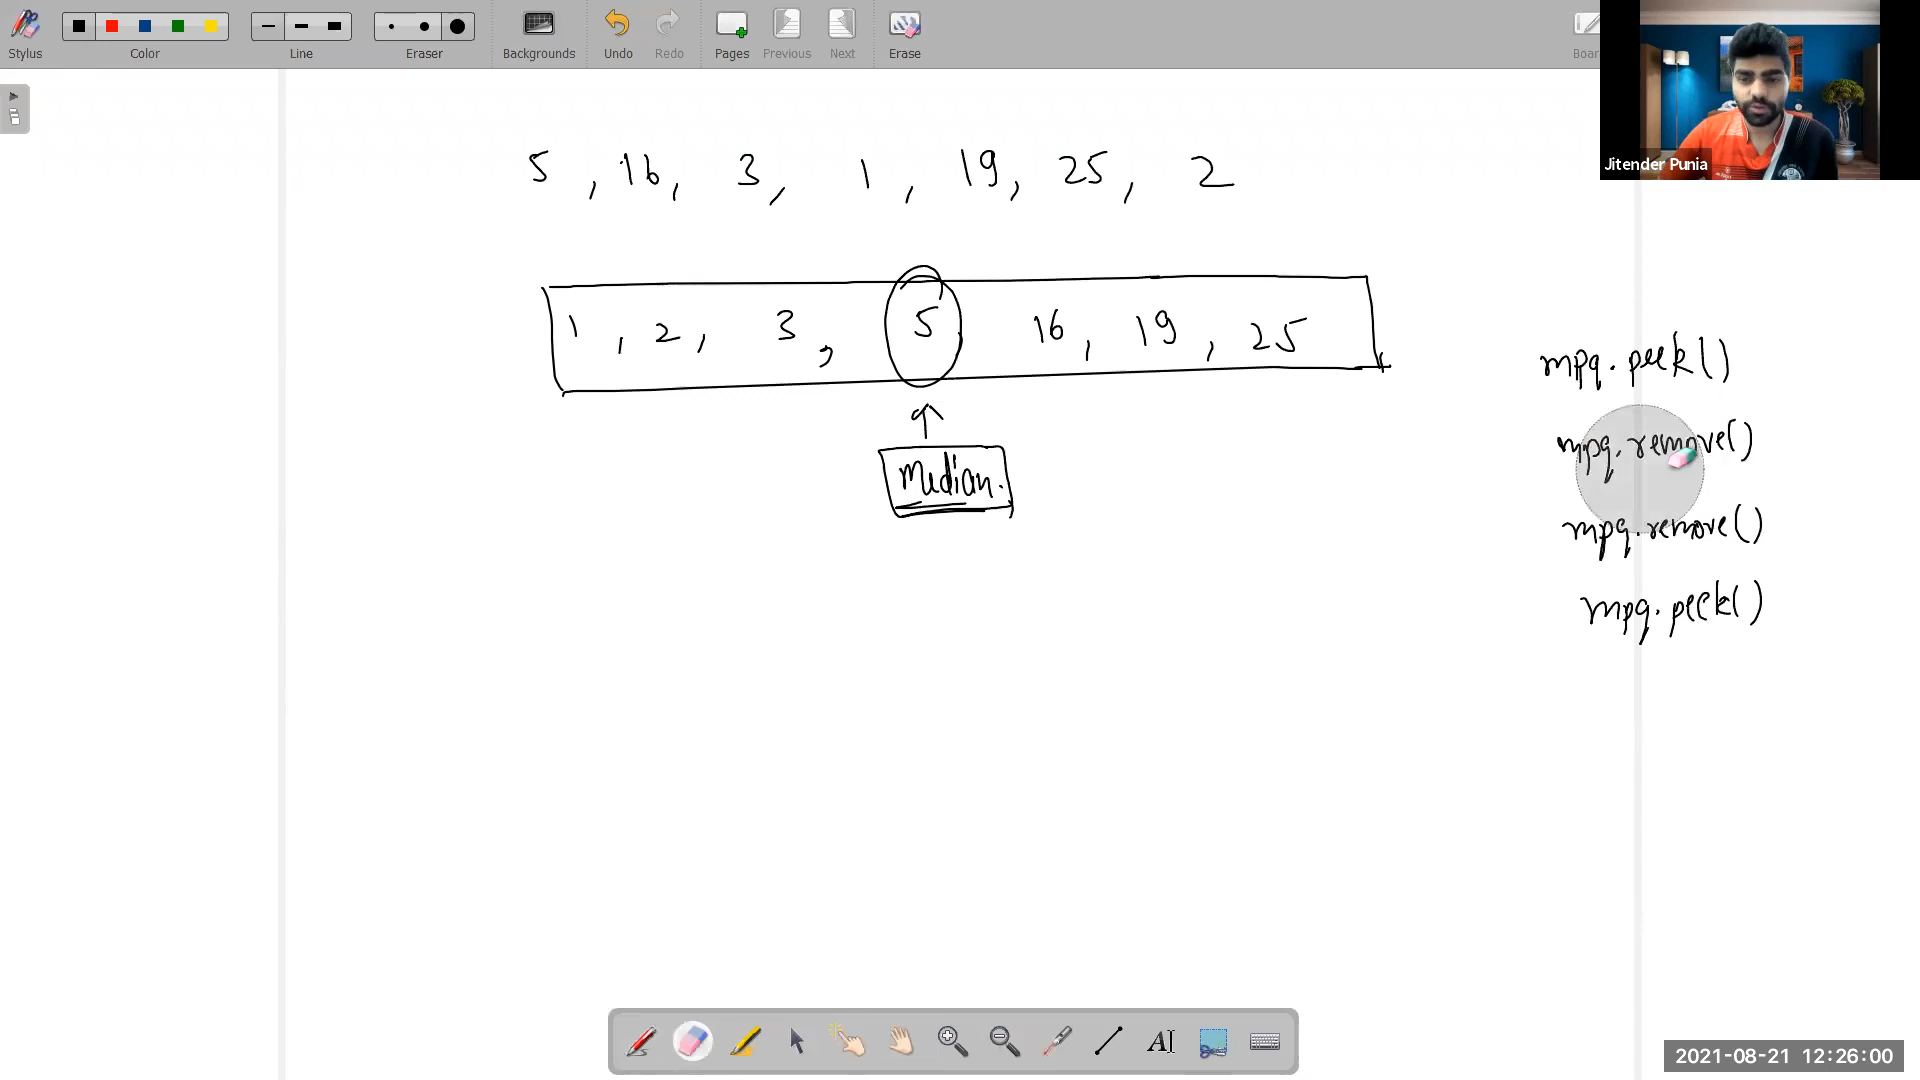 Stylus Color Line Eraser Backgrounds Undo Redo Pages Previous Next Erase Boar
Jitender Punia
5 , 16, 3, 1 , 19, 25, 2
1 , 2, 3, 5 16, 19, 25
median.
mpq.peek()
mpq.remove()
mpq.remove()
mpq.peek()
AI
2021-08-21 12:26:00